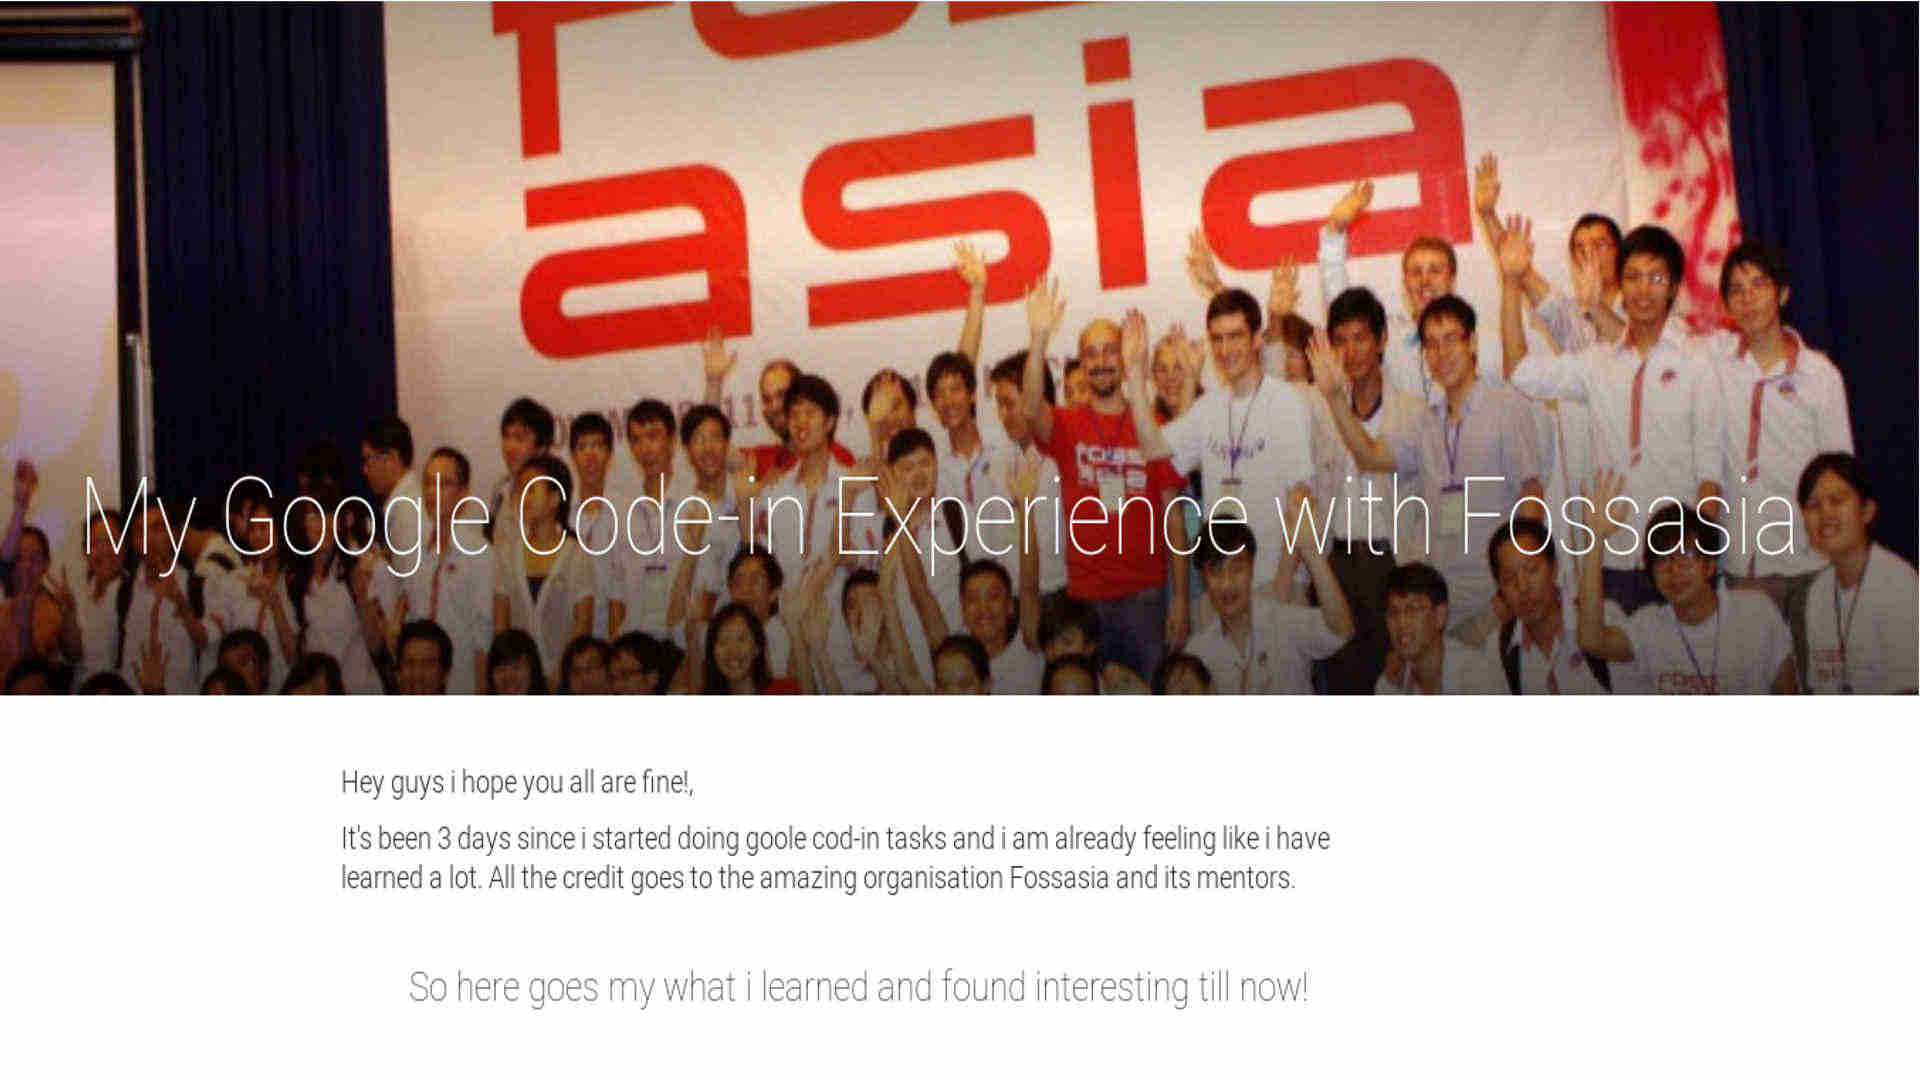 asia
My Google Code-in Experience with Fossasia
Hey guys i hope you all are fine!,
It's been 3 days since i started doing goole cod-in tasks and i am already feeling like i have
learned a lot. All the credit goes to the amazing organisation Fossasia and its mentors.
So here goes my what i learned and found interesting till now!